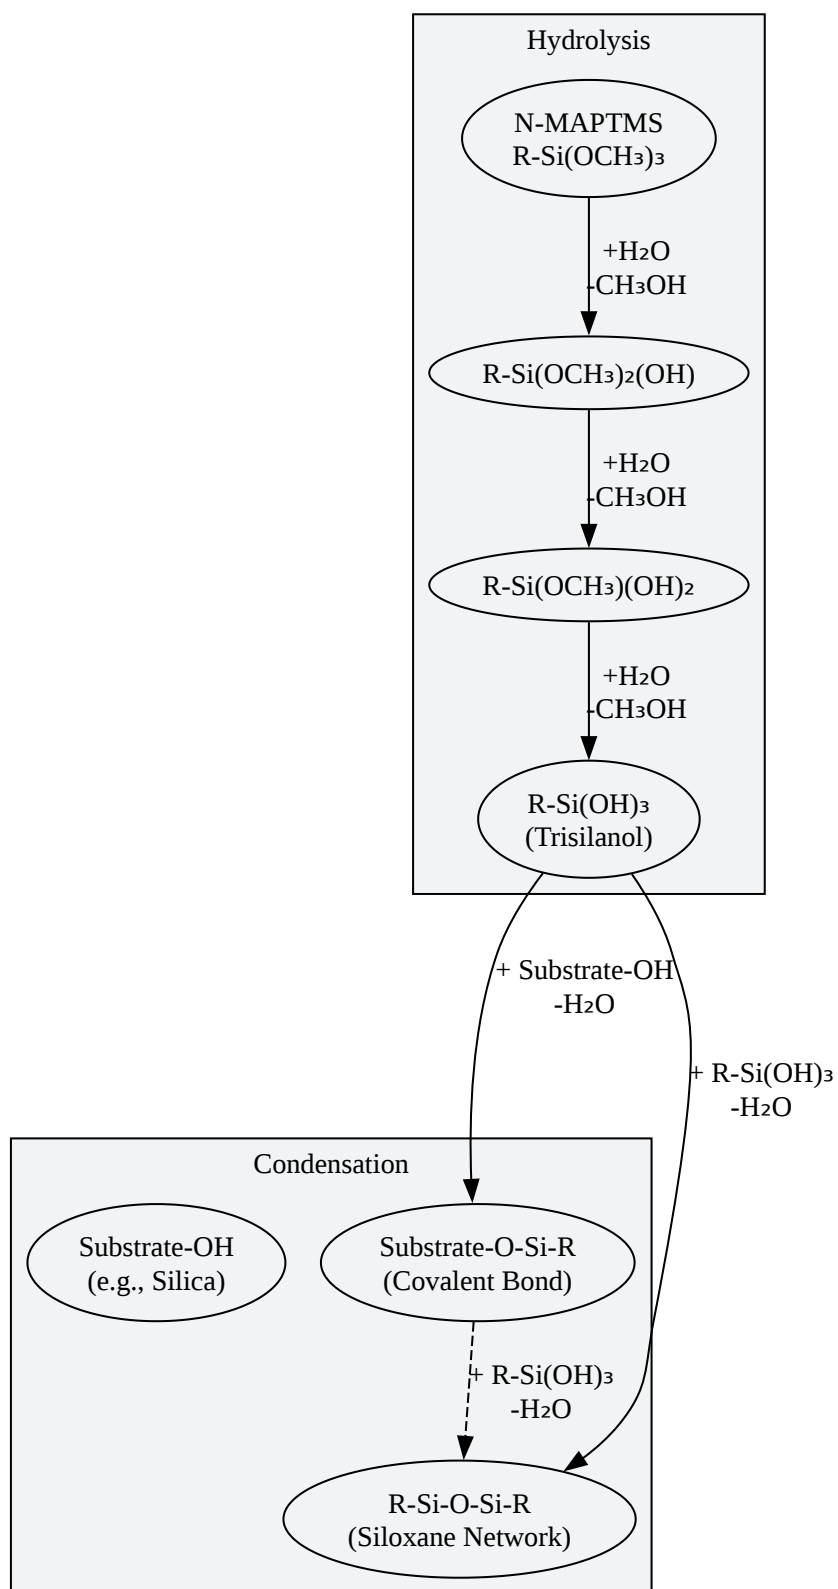 Hydrolysis
N-MAPTMS
R-Si(OCH₃)₃
+H₂O
-CH₃OH
R-Si(OCH₃)₂(OH)
+H₂O
-CH₃OH
R-Si(OCH₃)(OH)₂
+H₂O
-CH₃OH
R-Si(OH)₃
(Trisilanol)
+ Substrate-OH
-H₂O
+ R-Si(OH)₃
-H₂O
Condensation
Substrate-OH
(e.g., Silica)
Substrate-O-Si-R
(Covalent Bond)
+ R-Si(OH)₃
-H₂O
R-Si-O-Si-R
(Siloxane Network)